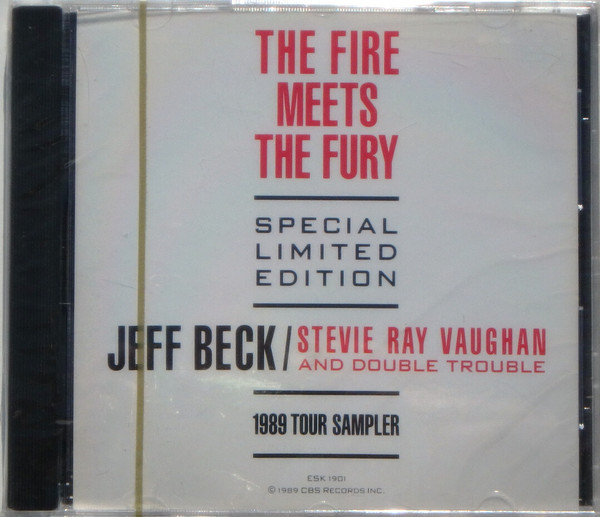 THE FIRE
MEETS
THE FURY
SPECIAL
LIMITED
EDITION
JEFF BECK / STEVIE RAY VAUGHAN
AND DOUBLE TROUBLE
1989 TOUR SAMPLER
ESK 1901
© 1989 CBS RECORDS INC.